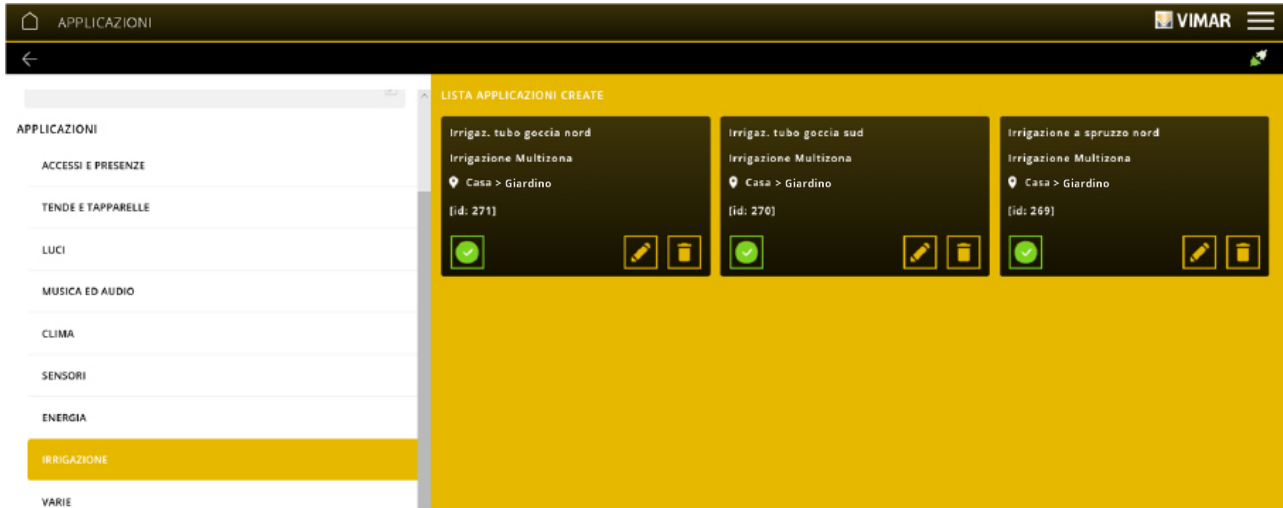 APPLICAZIONI
VIMAR
LISTA APPLICAZIONI CREATE
APPLICAZIONI
ACCESSI E PRESENZE
TENDE E TAPPARELLE
LUCI
MUSICA ED AUDIO
CLIMA
SENSORI
ENERGIA
IRRIGAZIONE
VARIE
Irrigaz. tubo goccia nord
Irrigazione Multizona
Casa > Giardino
[id: 271]
Irrigaz. tubo goccia sud
Irrigazione Multizona
Casa > Giardino
[id: 270]
Irrigazione a spruzzo nord
Irrigazione Multizona
Casa > Giardino
[id: 269]